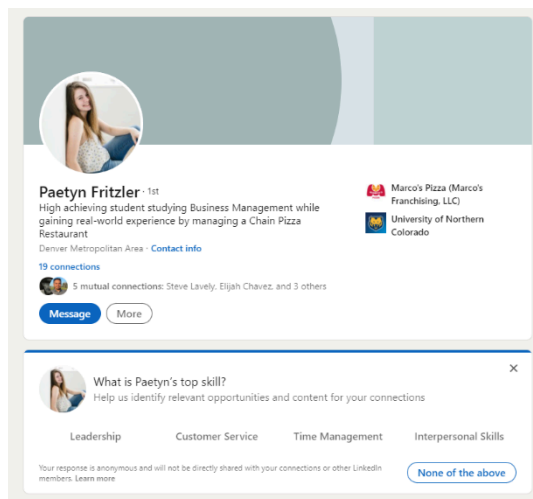 Paetyn Fritzler · 1st
High achieving student studying Business Management while
gaining real-world experience by managing a Chain Pizza
Restaurant
Denver Metropolitan Area · Contact info
19 connections
5 mutual connections: Steve Lavely, Elijah Chavez, and 3 others
Message
More
Marco's Pizza (Marco's
Franchising, LLC)
University of Northern
Colorado
What is Paetyn's top skill?
Help us identify relevant opportunities and content for your connections
Leadership
Customer Service
Time Management
Interpersonal Skills
Your response is anonymous and will not be directly shared with your connections or other LinkedIn
members. Learn more
None of the above